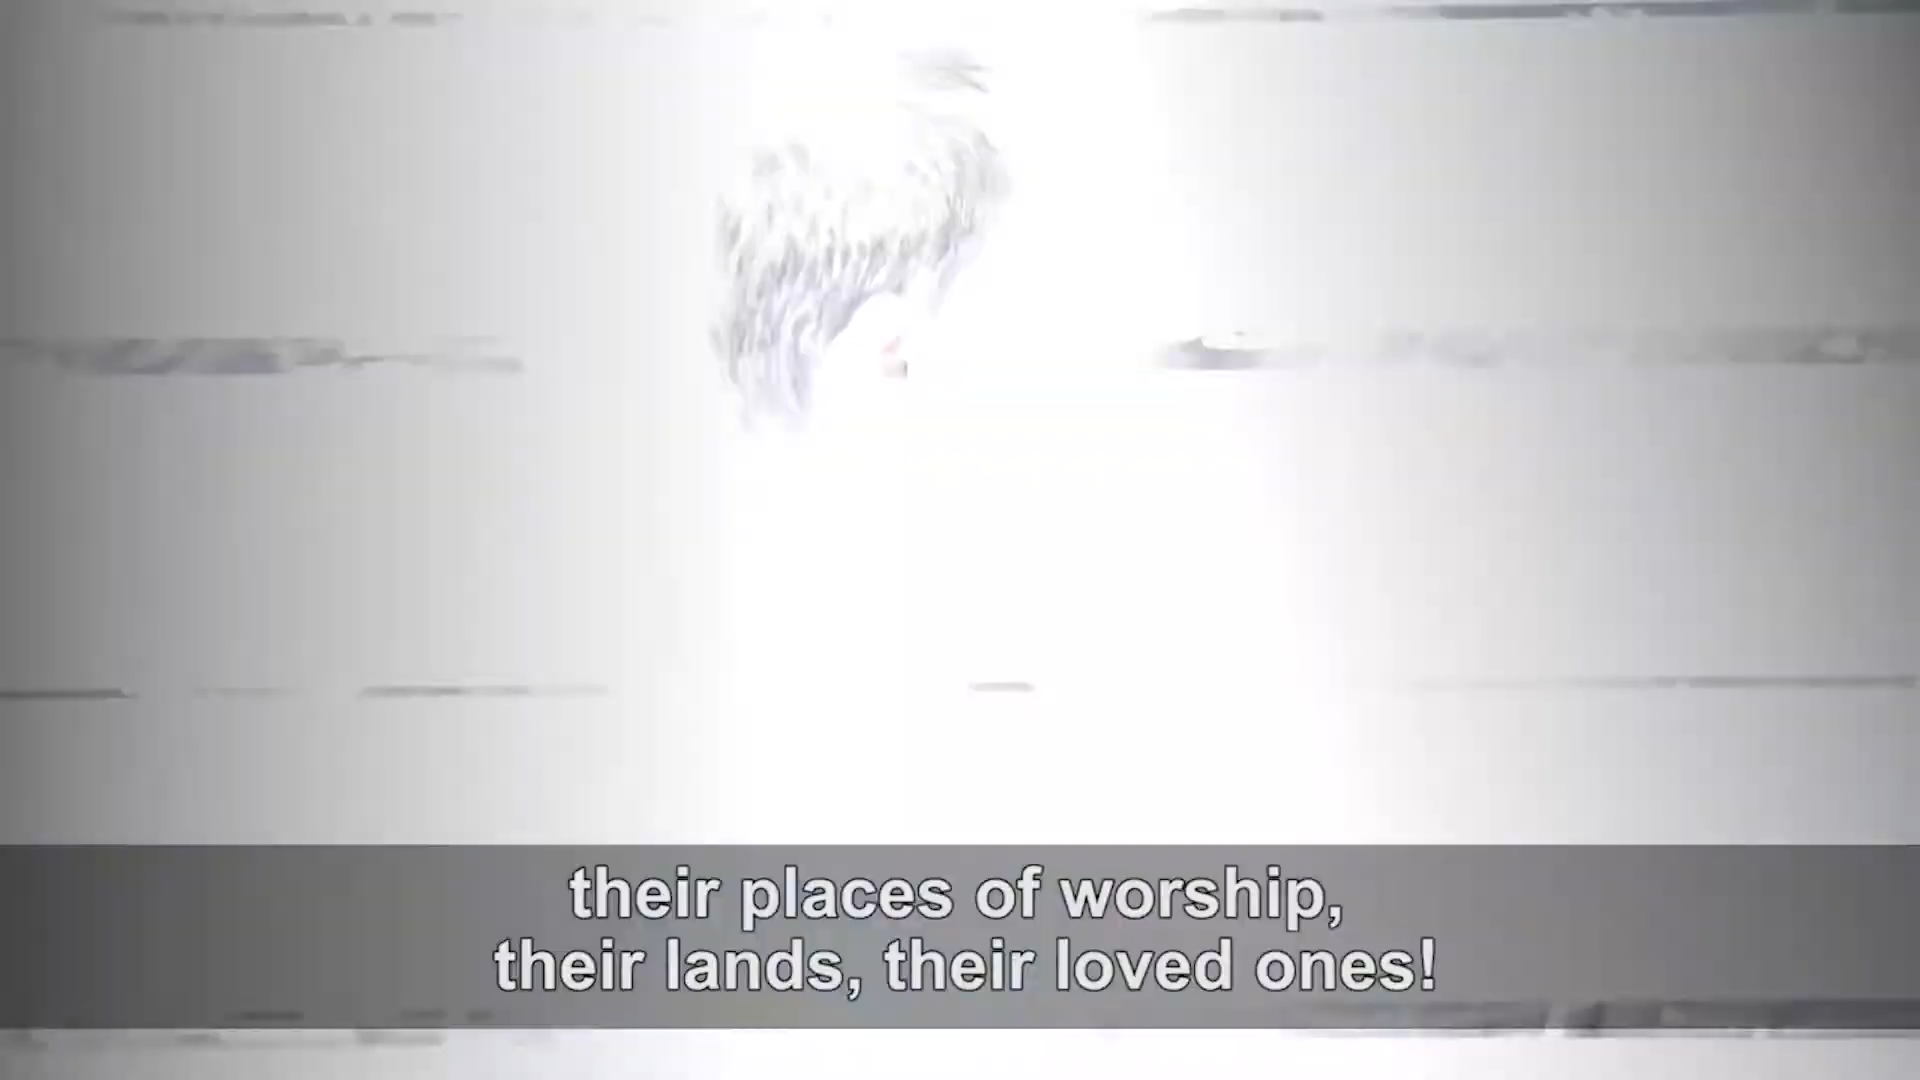 their places of worship,
their lands, their loved ones!